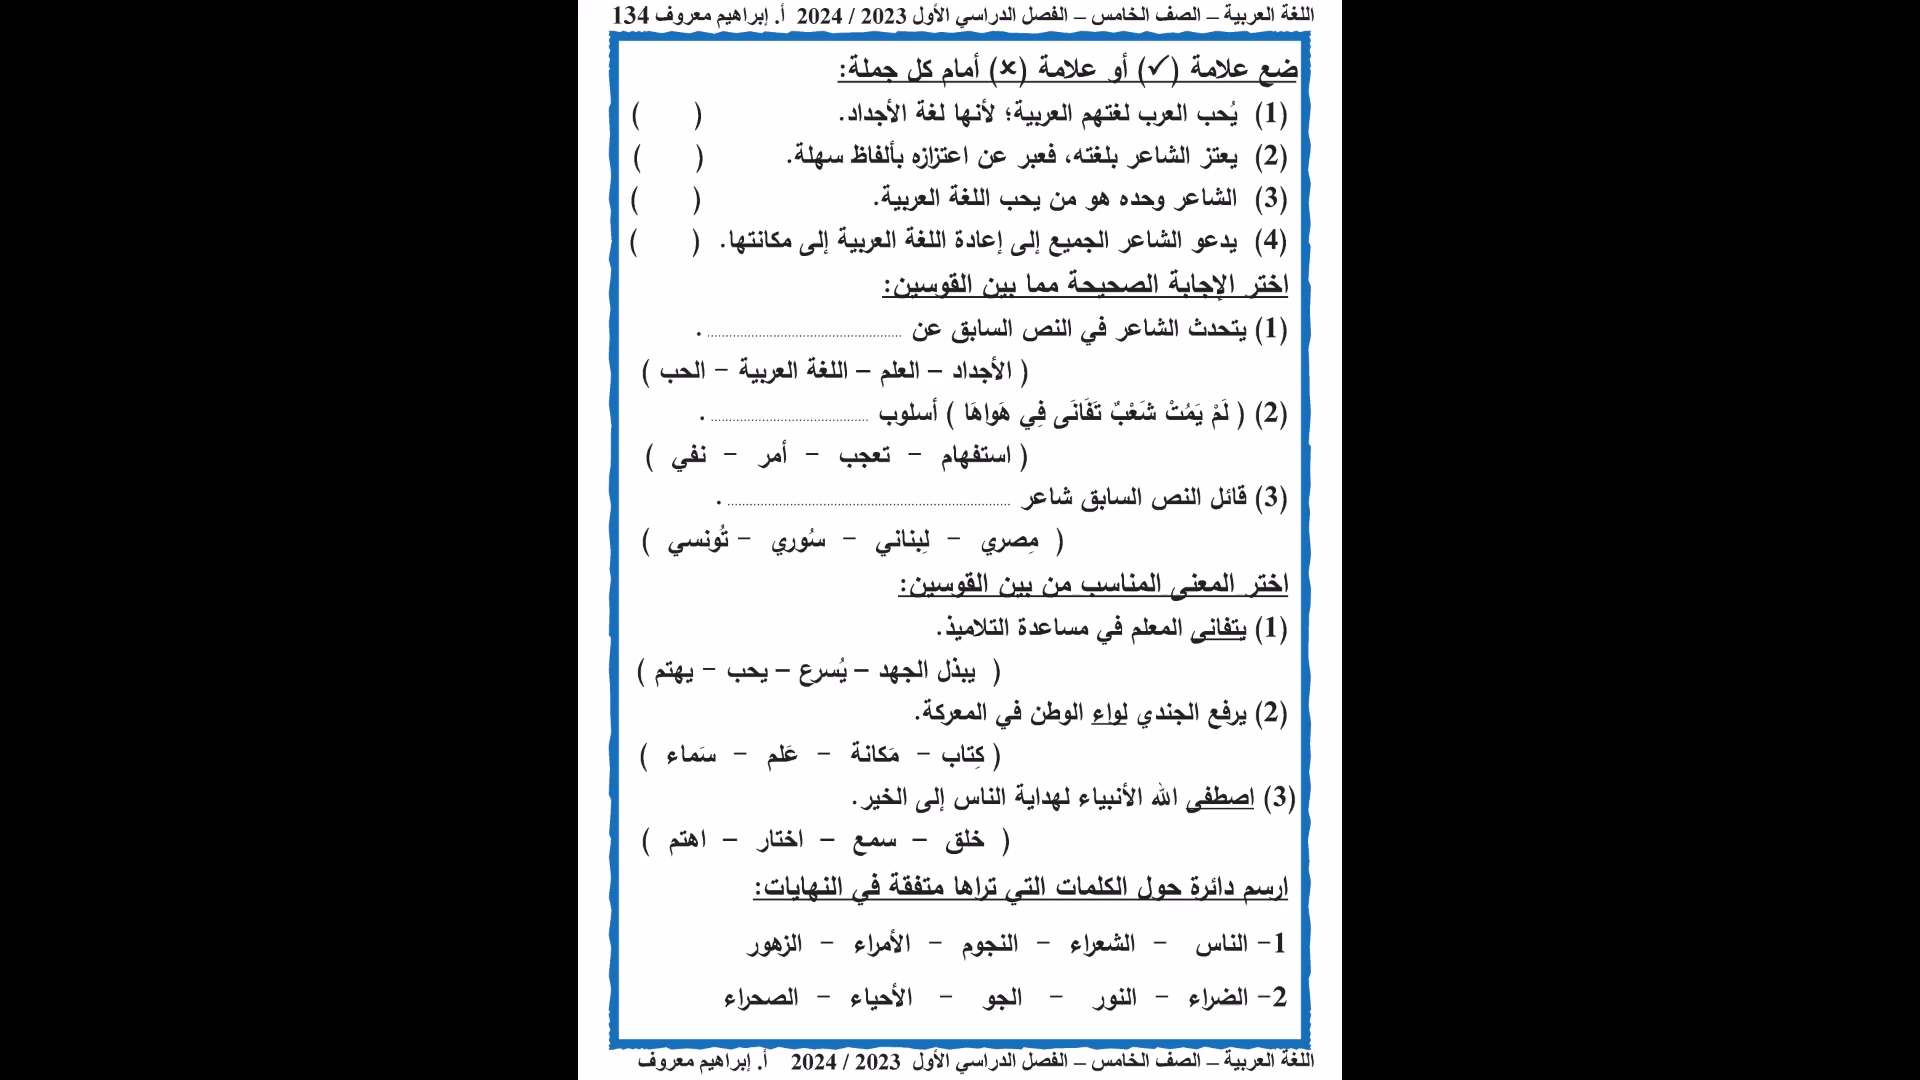 اللغة العربية – الصف الخامس – الفصل الدراسي الأول 2023 / 2024 أ. إبراهيم معروف 134
ضع علامة (✓) أو علامة (×) أمام كل جملة:
(1) يُحب العرب لغتهم العربية؛ لأنها لغة الأجداد. ( )
(2) يعتز الشاعر بلغته، فعبر عن اعتزازه بألفاظ سهلة. ( )
(3) الشاعر وحده هو من يحب اللغة العربية. ( )
(4) يدعو الشاعر الجميع إلى إعادة اللغة العربية إلى مكانتها. ( )
اختر الإجابة الصحيحة مما بين القوسين:
(1) يتحدث الشاعر في النص السابق عن .................... .
( الأجداد – العلم – اللغة العربية – الحب )
(2) ( لَمْ يَمُتْ شَعْبٌ تَفَانَى فِي هَواهَا ) أسلوب .................... .
( استفهام – تعجب – أمر – نفي )
(3) قائل النص السابق شاعر .................... .
( مِصري – لِبناني – سُوري – تُونسي )
اختر المعنى المناسب من بين القوسين:
(1) يتفانى المعلم في مساعدة التلاميذ.
( يبذل الجهد – يُسرع – يحب – يهتم )
(2) يرفع الجندي لواء الوطن في المعركة.
( كِتاب – مَكانة – عَلم – سَماء )
(3) اصطفى الله الأنبياء لهداية الناس إلى الخير.
( خلق – سمع – اختار – اهتم )
ارسم دائرة حول الكلمات التي تراها متفقة في النهايات:
1- الناس – الشعراء – النجوم – الأمراء – الزهور
2- الضراء – النور – الجو – الأحياء – الصحراء
اللغة العربية – الصف الخامس – الفصل الدراسي الأول 2023 / 2024 أ. إبراهيم معروف